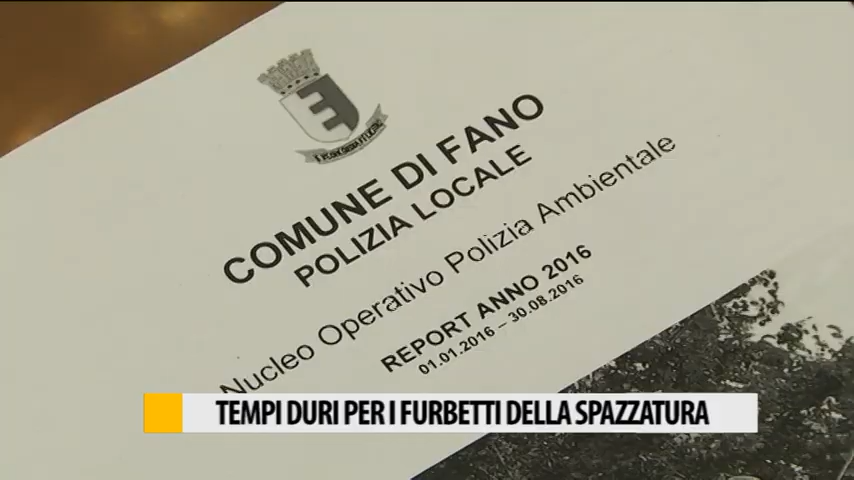 COMUNE DI FANO
POLIZIA LOCALE
Nucleo Operativo Polizia Ambientale
REPORT ANNO 2016
01.01.2016 – 30.08.2016
TEMPI DURI PER I FURBETTI DELLA SPAZZATURA